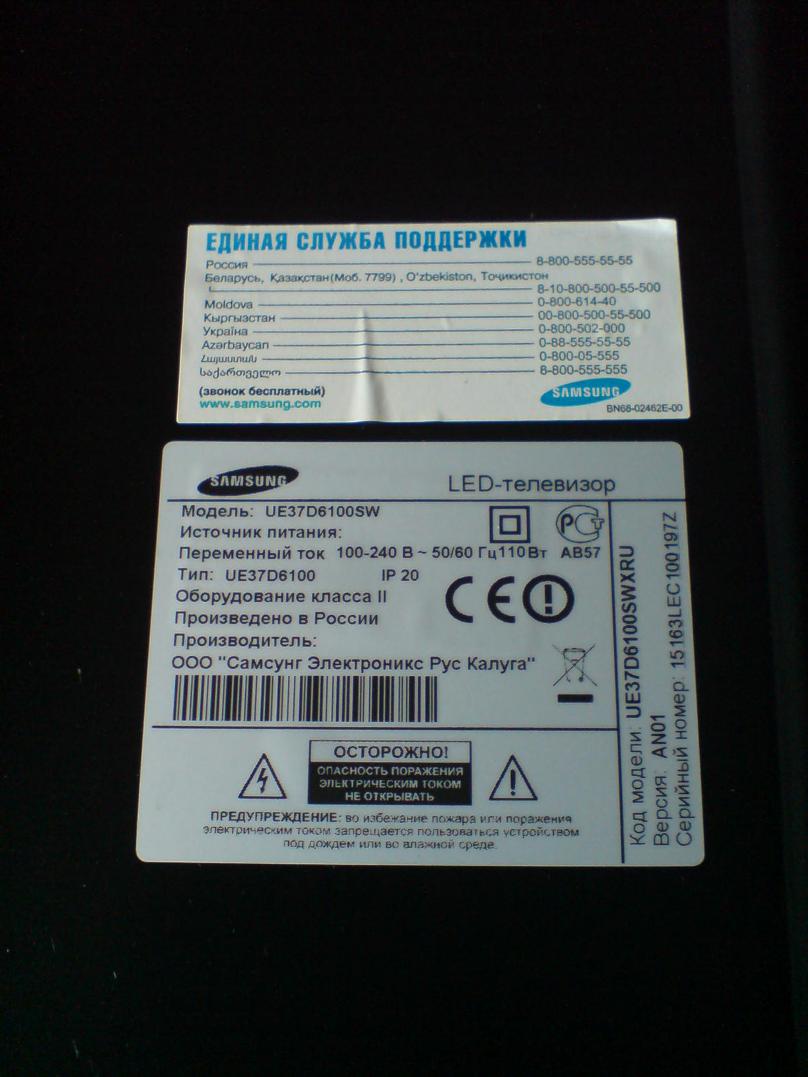 ЕДИНАЯ СЛУЖБА ПОДДЕРЖКИ
Россия 8-800-555-55-55
Беларусь, Қазақстан(Моб. 7799) , O'zbekiston, Тоҷикистон
8-10-800-500-55-500
Moldova 0-800-614-40
Кыргызстан 00-800-500-55-500
Україна 0-800-502-000
Azərbaycan 0-88-555-55-55
Հայաստան 0-800-05-555
საქართველო 8-800-555-555
(звонок бесплатный)
www.samsung.com
SAMSUNG
BN68-02462E-00
SAMSUNG LED-телевизор
Модель: UE37D6100SW
Источник питания:
Переменный ток 100-240 В ~ 50/60 Гц110Вт АВ57
Тип: UE37D6100 IP 20
Оборудование класса II
Произведено в России
Производитель:
ООО "Самсунг Электроникс Рус Калуга"
РСТ
CE
ОСТОРОЖНО!
ОПАСНОСТЬ ПОРАЖЕНИЯ
ЭЛЬКТРИЧЕСКИМ ТОКОМ
НЕ ОТКРЫВАТЬ
ПРЕДУПРЕЖДЕНИЕ: во избежание пожара или поражения
электрическим током запрещается пользоваться устройством
под дождем или во влажной среде.
Код модели: UE37D6100SWXRU
Версия: AN01
Серийный номер: 15163LEC100197Z